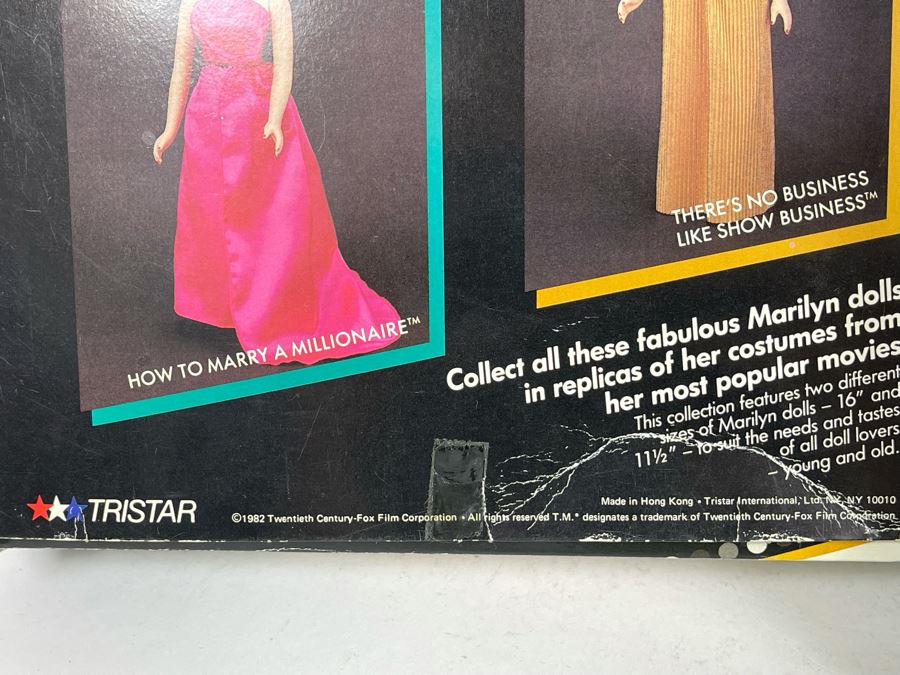 THERE'S NO BUSINESS
LIKE SHOW BUSINESS™
HOW TO MARRY A MILLIONAIRE™
Collect all these fabulous Marilyn dolls
in replicas of her costumes from
her most popular movies
This collection features two different
sizes of Marilyn dolls – 16" and
11½" – to suit the needs and tastes
of all doll lovers
young and old.
TRISTAR
Made in Hong Kong • Tristar International, Ltd. NY, NY 10010
©1982 Twentieth Century-Fox Film Corporation • All rights reserved T.M.* designates a trademark of Twentieth Century-Fox Film Corporation